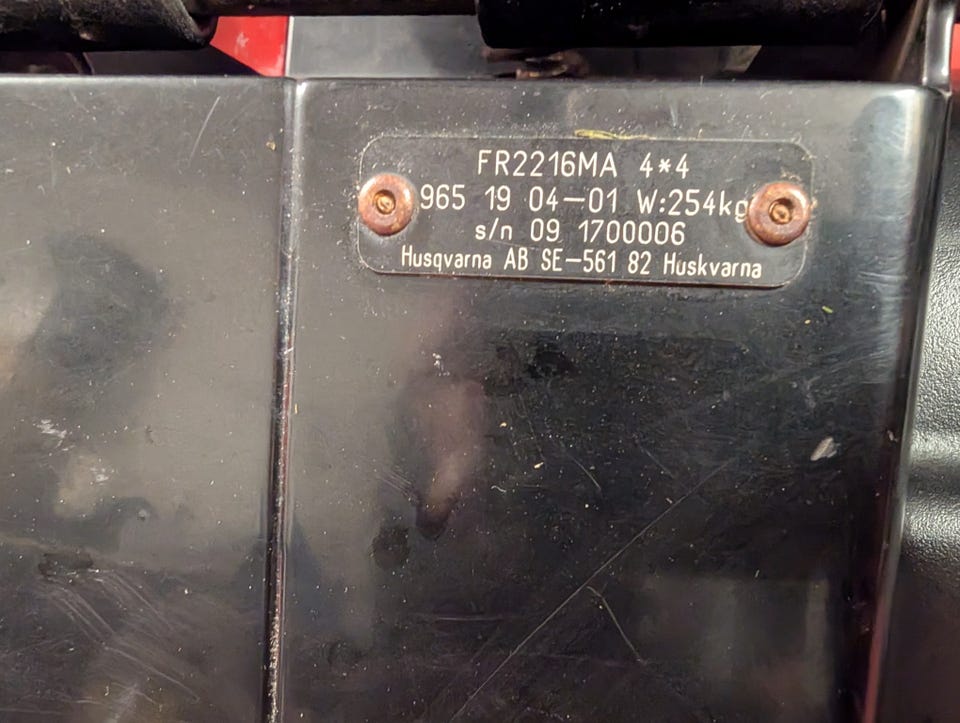 FR2216MA 4*4
965 19 04-01 W:254kg
s/n 09 1700006
Husqvarna AB SE-561 82 Huskvarna